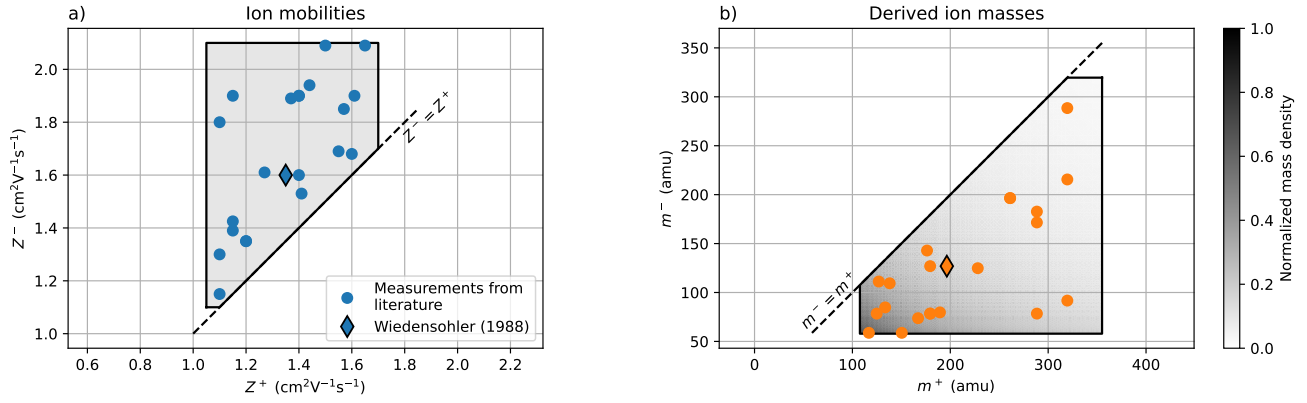 a)
Ion mobilities
Z⁻ (cm²V⁻¹s⁻¹)
2.0
1.8
1.6
1.4
1.2
1.0
Z⁻ = Z⁺
Measurements from
literature
Wiedensohler (1988)
0.6 0.8 1.0 1.2 1.4 1.6 1.8 2.0 2.2
Z⁺ (cm²V⁻¹s⁻¹)
b)
Derived ion masses
m⁻ (amu)
350
300
250
200
150
100
50
m⁻ = m⁺
0 100 200 300 400
m⁺ (amu)
1.0
0.8
0.6
0.4
0.2
0.0
Normalized mass density